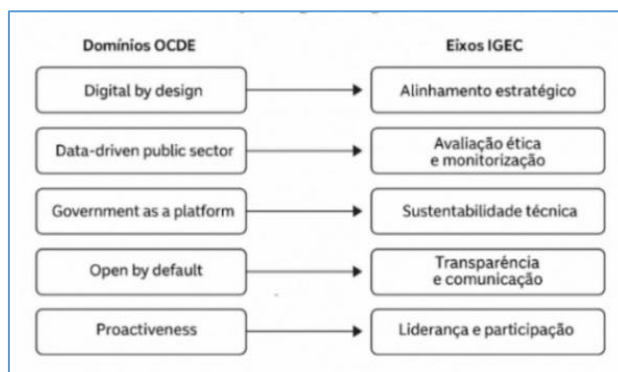 Domínios OCDE Eixos IGEC
Digital by design Alinhamento estratégico
Data-driven public sector Avaliação ética
e monitorização
Government as a platform Sustentabilidade técnica
Open by default Transparência
e comunicação
Proactiveness Liderança e participação